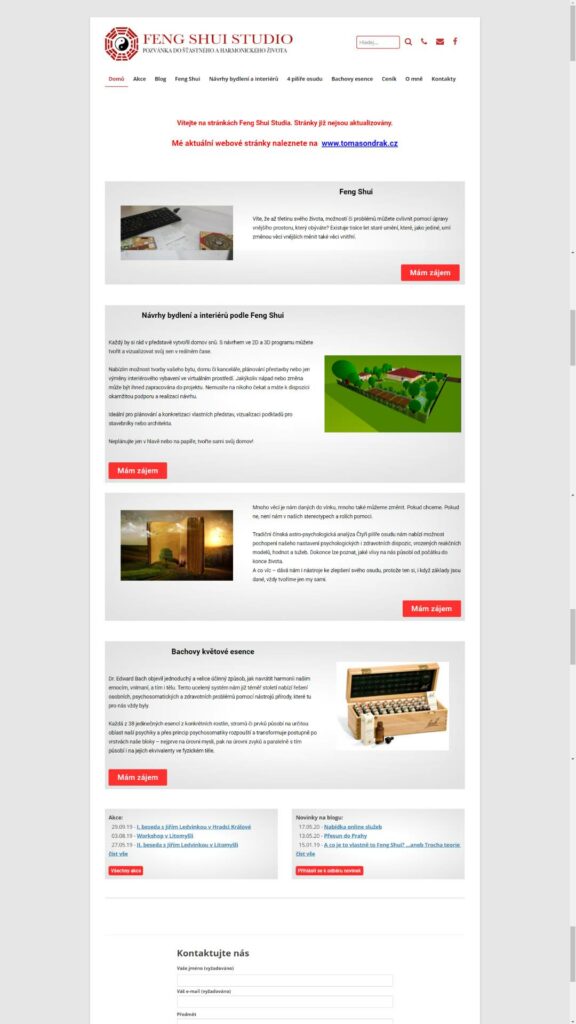 FENG SHUI STUDIO
POZVÁNKA DO ŠŤASTNÉHO A HARMONICKÉHO ŽIVOTA
Hledej...
Domů Akce Blog Feng Shui Návrhy bydlení a interiérů 4 pilíře osudu Bachovy esence Ceník O mně Kontakty
Vítejte na stránkách Feng Shui Studia. Stránky již nejsou aktualizovány.
Mé aktuální webové stránky naleznete na www.tomasondrak.cz
Feng Shui
Víte, že až třetinu svého života, možností či problémů můžete ovlivnit pomocí úpravy
vnějšího prostoru, který obýváte? Existuje tisíce let staré umění, které, jako jediné, umí
změnou věcí vnějších měnit také věci vnitřní.
Mám zájem
Návrhy bydlení a interiérů podle Feng Shui
Každý by si rád v představě vytvořil domov snů. S návrhem ve 2D a 3D programu můžete
tvořit a vizualizovat svůj sen v reálném čase.
Nabízím možnost tvorby vašeho bytu, domu či kanceláře, plánování přestavby nebo jen
výměny interiérového vybavení ve virtuálním prostředí. Jakýkoliv nápad nebo změna
může být ihned zapracována do projektu. Nemusíte na nikoho čekat a máte k dispozici
okamžitou podporu a realizaci návrhu.
Ideální pro plánování a konkretizaci vlastních představ, vizualizaci podkladů pro
stavebníky nebo architekta.
Neplánujte jen v hlavě nebo na papíře, tvořte sami svůj domov!
Mám zájem
Mnoho věcí je nám daných do vínku, mnoho také můžeme změnit. Pokud chceme. Pokud
ne, není nám v našich stereotypech a rolích pomoci.
Tradiční čínská astro-psychologická analýza Čtyři pilíře osudu nám nabízí možnost
pochopení našeho nastavení psychologických i zdravotních dispozic, vrozených reakčních
modelů, hodnot a tužeb. Dokonce lze poznat, jaké vlivy na nás působí od počátku do
konce života.
A co víc – dává nám i nástroje ke zlepšení svého osudu, protože ten si, i když základy jsou
dané, vždy tvoříme jen my sami.
Mám zájem
Bachovy květové esence
Dr. Edward Bach objevil jednoduchý a velice účinný způsob, jak navrátit harmonii našim
emocím, vnímání, a tím i tělu. Tento ucelený systém nám již téměř století nabízí řešení
osobních, psychosomatických a zdravotních problémů pomocí nástrojů přírody, které tu
pro nás vždy byly.
Každá z 38 jedinečných esencí z konkrétních rostlin, stromů či prvků působí na určitou
oblast naší psychiky a přes princip psychosomatiky rozpouští a transformuje postupně po
vrstvách naše bloky – nejprve na úrovni mysli, pak na úrovni zvyků a paralelně s tím
působí i na jejich ekvivalenty ve fyzickém těle.
Mám zájem
Akce:
29.09.19 - I. beseda s Jiřím Ledvinkou v Hradci Králové
03.08.19 - Workshop v Litomyšli
27.05.19 - II. beseda s Jiřím Ledvinkou v Litomyšli
číst vše
Všechny akce
Novinky na blogu:
17.05.20 - Nabídka online služeb
13.05.20 - Přesun do Prahy
15.01.19 - A co je to vlastně to Feng Shui? ...aneb Trocha teorie
číst vše
Přihlásit se k odběru novinek
Kontaktujte nás
Vaše jméno (vyžadováno)
Váš e-mail (vyžadováno)
Předmět